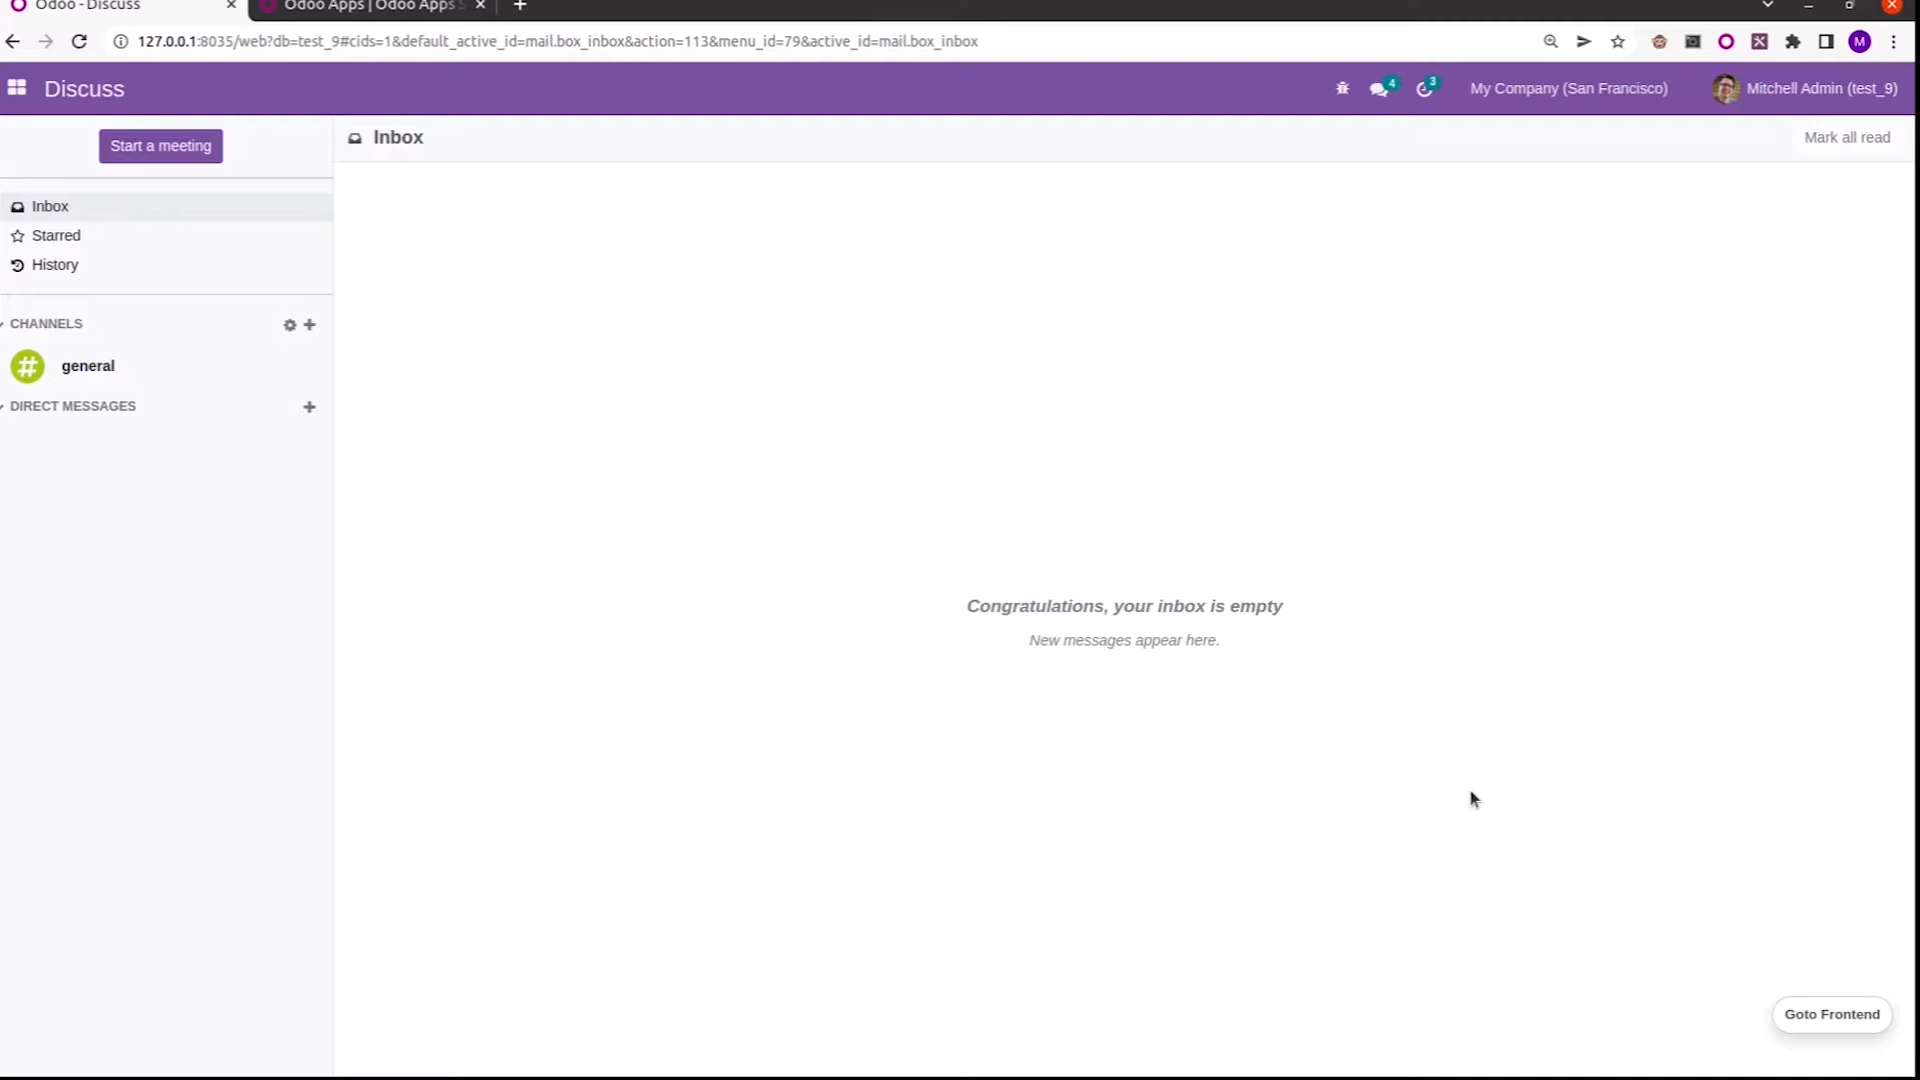 Odoo - Discuss
Odoo Apps | Odoo Apps S
127.0.0.1:8035/web?db=test_9#cids=1&default_active_id=mail.box_inbox&action=113&menu_id=79&active_id=mail.box_inbox
M
Discuss
4
3
My Company (San Francisco)
Mitchell Admin (test_9)
Start a meeting
Inbox
Mark all read
Inbox
Starred
History
CHANNELS
general
DIRECT MESSAGES
Congratulations, your inbox is empty
New messages appear here.
Goto Frontend